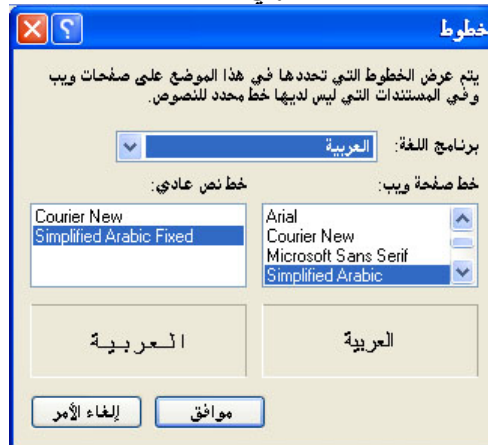 خطوط
يتم عرض الخطوط التي تحددها في هذا الموضع على صفحات ويب
وفي المستندات التي ليس لديها خط محدد للنصوص.
برنامج اللغة: العربية
خط صفحة ويب:
Arial
Courier New
Microsoft Sans Serif
Simplified Arabic
خط نص عادي:
Courier New
Simplified Arabic Fixed
العربية
العربية
موافق
إلغاء الأمر